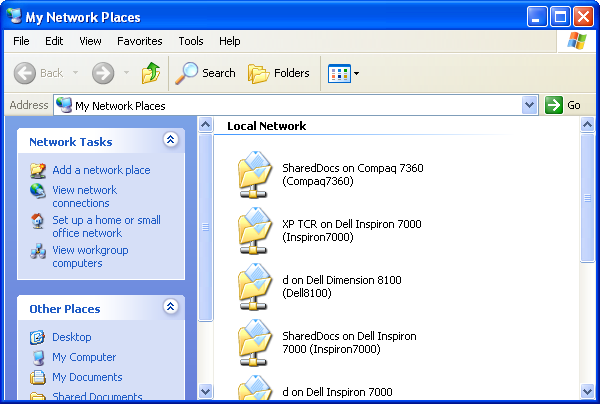 My Network Places
File Edit View Favorites Tools Help
Back Search Folders
Address My Network Places Go
Network Tasks
Add a network place
View network
connections
Set up a home or small
office network
View workgroup
computers
Other Places
Desktop
My Computer
My Documents
Shared Documents
Local Network
SharedDocs on Compaq 7360
(Compaq7360)
XP TCR on Dell Inspiron 7000
(Inspiron7000)
d on Dell Dimension 8100
(Dell8100)
SharedDocs on Dell Inspiron
7000 (Inspiron7000)
d on Dell Inspiron 7000